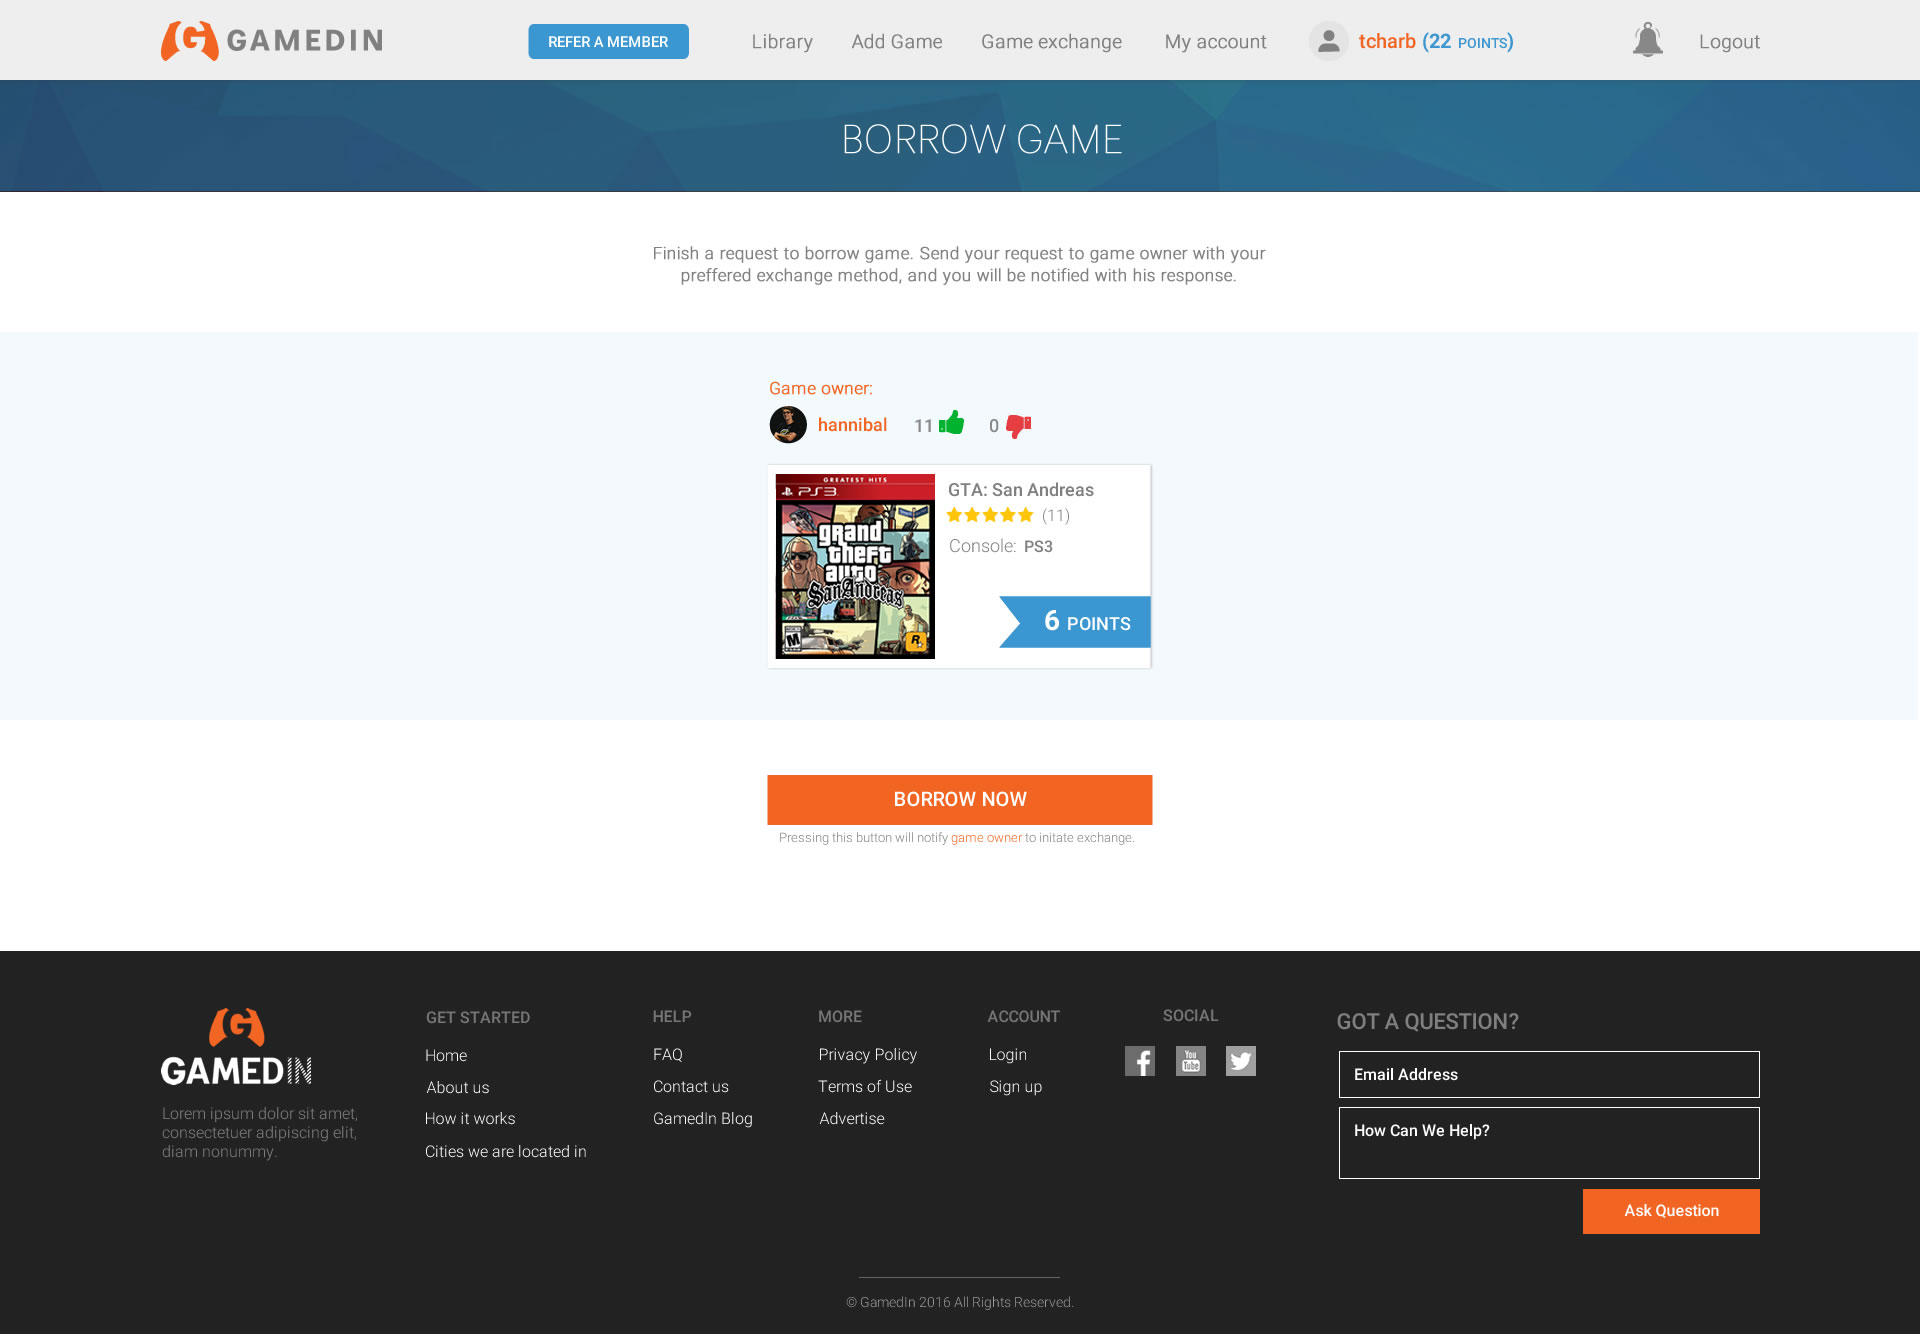 GAMEDIN
REFER A MEMBER
Library
Add Game
Game exchange
My account
tcharb (22 POINTS)
Logout
BORROW GAME
Finish a request to borrow game. Send your request to game owner with your
preffered exchange method, and you will be notified with his response.
Game owner:
hannibal
11
0
GREATEST HITS
PS3
grand
theft
auto
San Andreas
M
R
GTA: San Andreas
(11)
Console: PS3
6 POINTS
BORROW NOW
Pressing this button will notify game owner to initate exchange.
GAMEDIN
Lorem ipsum dolor sit amet,
consectetuer adipiscing elit,
diam nonummy.
GET STARTED
Home
About us
How it works
Cities we are located in
HELP
FAQ
Contact us
GamedIn Blog
MORE
Privacy Policy
Terms of Use
Advertise
ACCOUNT
Login
Sign up
SOCIAL
You
Tube
GOT A QUESTION?
Email Address
How Can We Help?
Ask Question
© GamedIn 2016 All Rights Reserved.